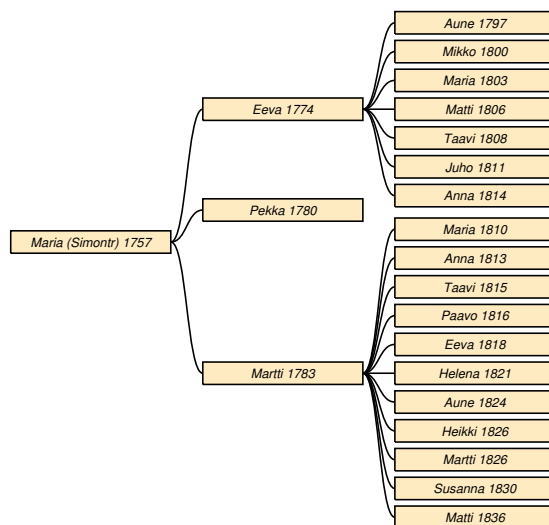 Aune 1797
Mikko 1800
Maria 1803
Eeva 1774
Matti 1806
Taavi 1808
Juho 1811
Anna 1814
Pekka 1780
Maria 1810
Maria (Simontr) 1757
Anna 1813
Taavi 1815
Paavo 1816
Eeva 1818
Martti 1783
Helena 1821
Aune 1824
Heikki 1826
Martti 1826
Susanna 1830
Matti 1836